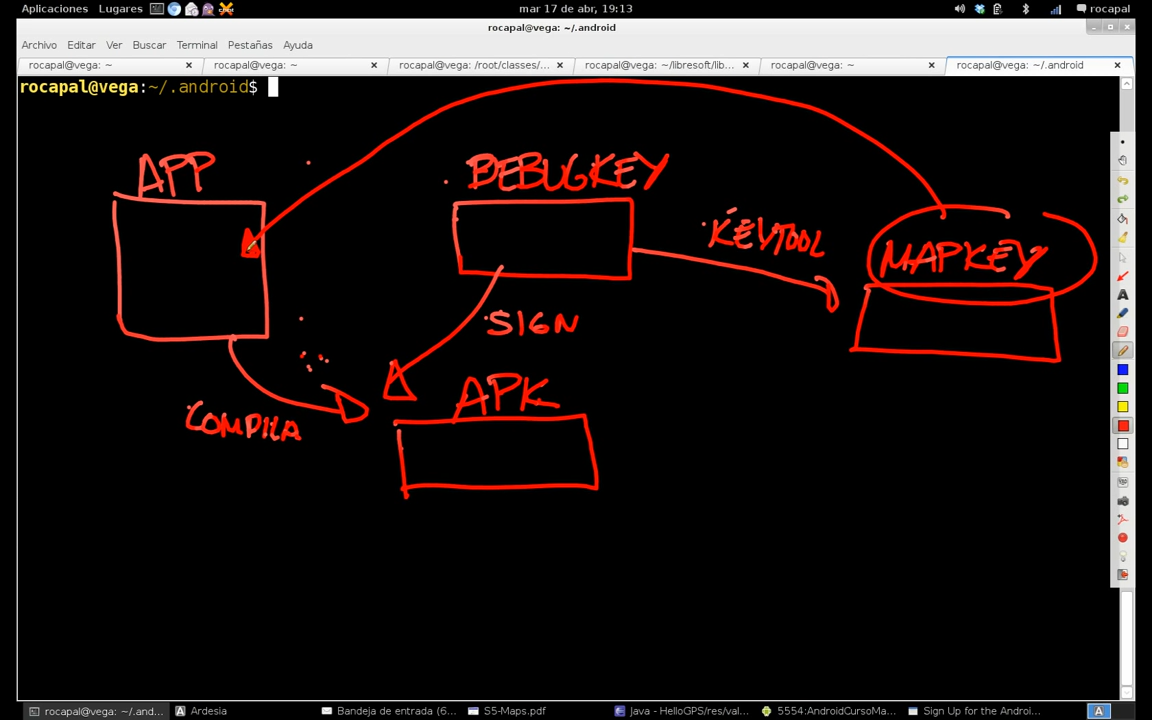 Aplicaciones Lugares mar 17 de abr, 19:13 rocapal
rocapal@vega: ~/.android
Archivo Editar Ver Buscar Terminal Pestañas Ayuda
rocapal@vega: ~ rocapal@vega: ~ rocapal@vega: /root/classes/... rocapal@vega: ~/libresoft/lib... rocapal@vega: ~ rocapal@vega: ~/.android
rocapal@vega:~/.android$
APP
DEBUGKEY
KEYTOOL
MAPKEY
SIGN
APK
COMPILA
rocapal@vega: ~/.and... Ardesia Bandeja de entrada (6... S5-Maps.pdf Java - HelloGPS/res/val... 5554:AndroidCursoMa... Sign Up for the Androi... A